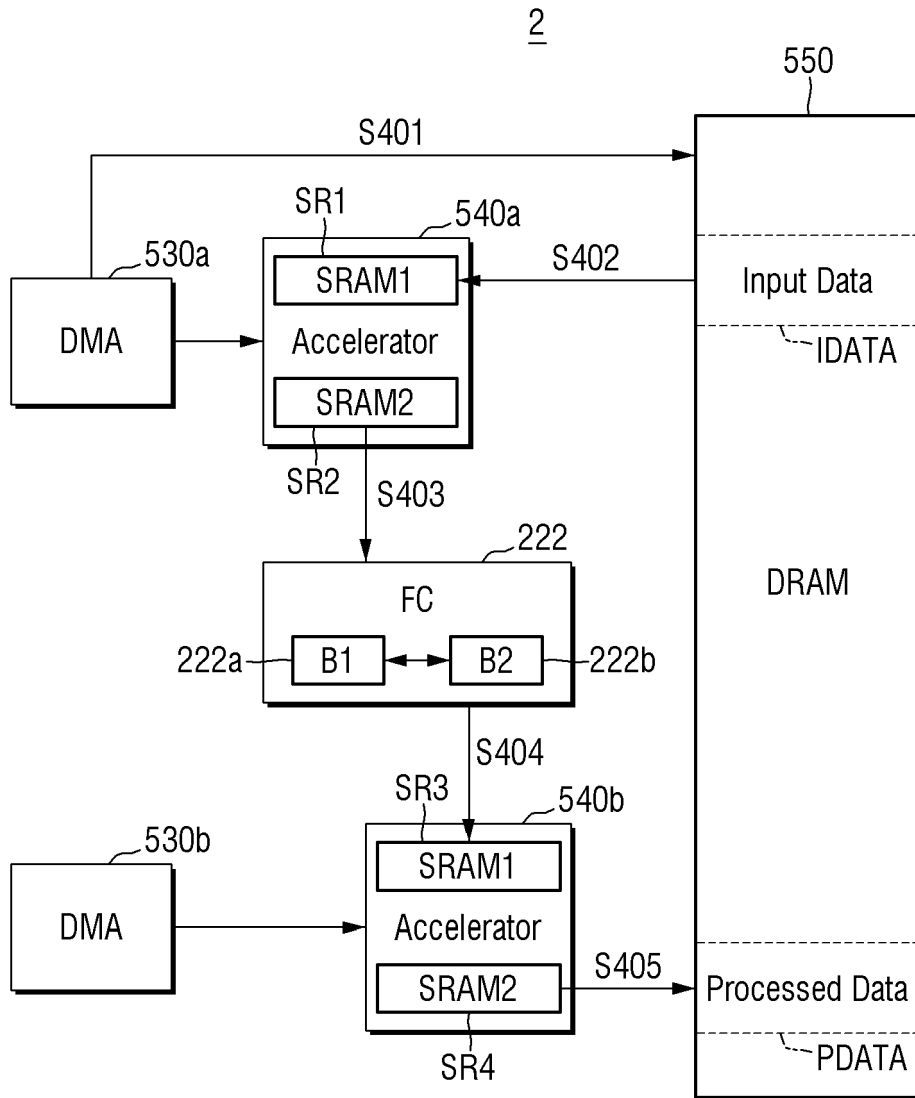 2
550
S401
SR1
540a
530a
S402
SRAM1
Input Data
DMA
Accelerator
IDATA
SRAM2
SR2
S403
222
FC
DRAM
222a
B1
B2
222b
S404
SR3
540b
530b
SRAM1
DMA
Accelerator
S405
SRAM2
Processed Data
SR4
PDATA